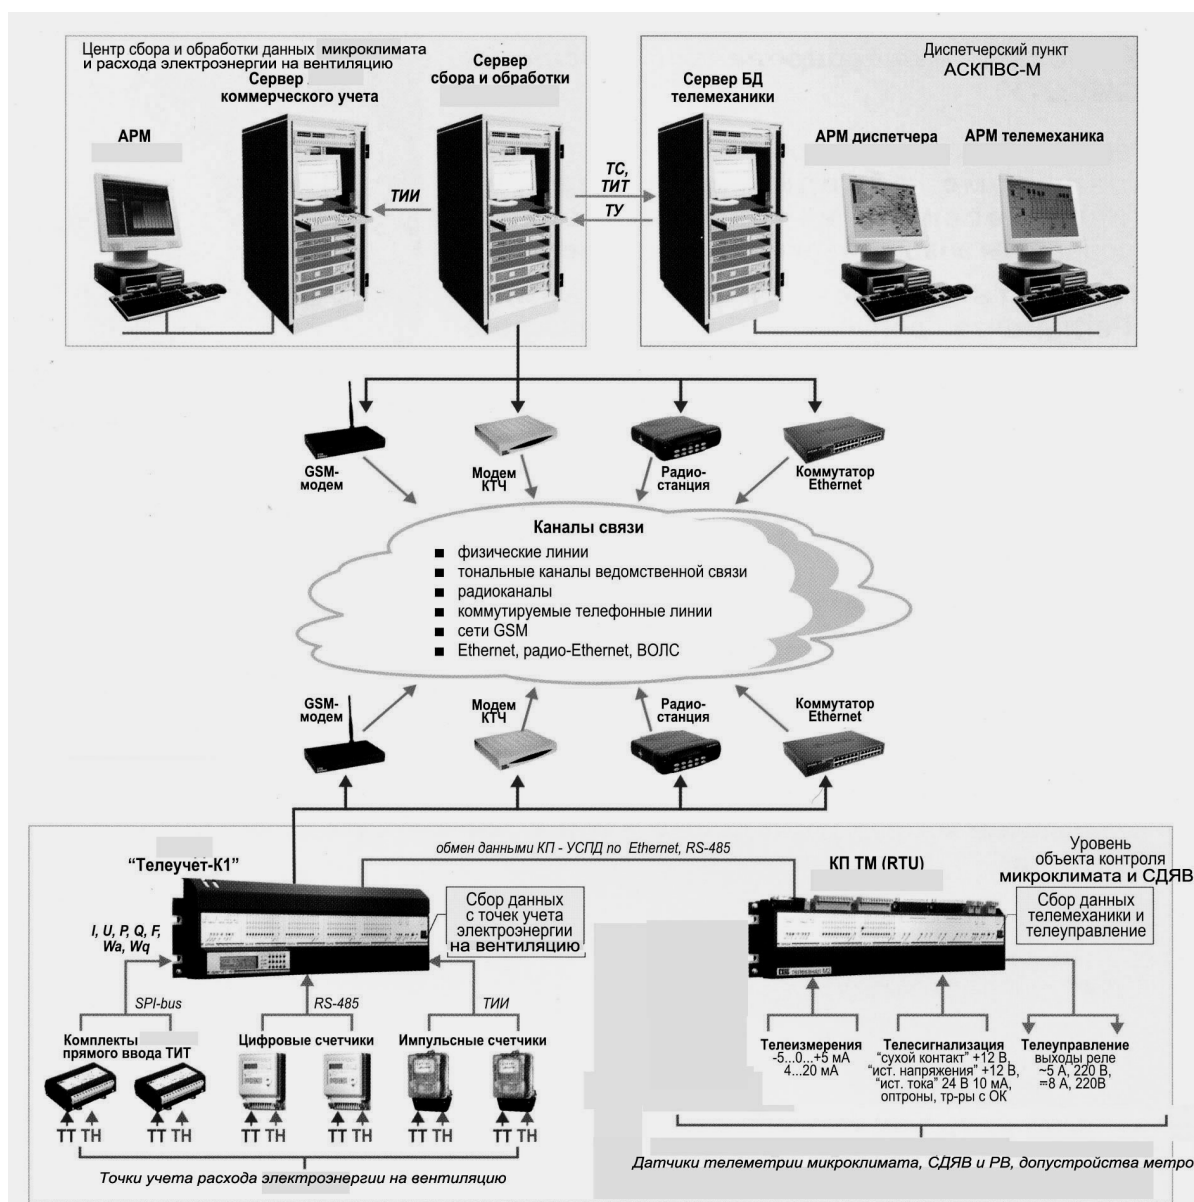 Центр сбора и обработки данных микроклимата
и расхода электроэнергии на вентиляцию
Сервер
коммерческого учета
Сервер
сбора и обработки
АРМ
ТИИ
ТС,
ТИТ
ТУ
Диспетчерский пункт
АСКПВС-М
Сервер БД
телемеханики
АРМ диспетчера
АРМ телемеханика
GSM-
модем
Модем
КТЧ
Радио-
станция
Коммутатор
Ethernet
Каналы связи
■ физические линии
■ тональные каналы ведомственной связи
■ радиоканалы
■ коммутируемые телефонные линии
■ сети GSM
■ Ethernet, радио-Ethernet, ВОЛС
GSM-
модем
Модем
КТЧ
Радио-
станция
Коммутатор
Ethernet
"Телеучет-К1"
обмен данными КП - УСПД по Ethernet, RS-485
КП ТМ (RTU)
Уровень
объекта контроля
микроклимата и СДЯВ
I, U, P, Q, F,
Wa, Wq
Сбор данных
с точек учета
электроэнергии
на вентиляцию
Сбор данных
телемеханики и
телеуправление
телеканал М2
SPI-bus
RS-485
ТИИ
Комплекты
прямого ввода ТИТ
Цифровые счетчики
Импульсные счетчики
Телеизмерения
-5...0...+5 мА
4...20 мА
Телесигнализация
"сухой контакт" +12 В,
"ист. напряжения" +12 В,
"ист. тока" 24 В 10 мА,
оптроны, тр-ры с ОК
Телеуправление
выходы реле
~5 А, 220 В,
=8 А, 220В
ТТ ТН ТТ ТН ТТ ТН ТТ ТН ТТ ТН ТТ ТН
Точки учета расхода электроэнергии на вентиляцию
Датчики телеметрии микроклимата, СДЯВ и РВ, допустройства метро